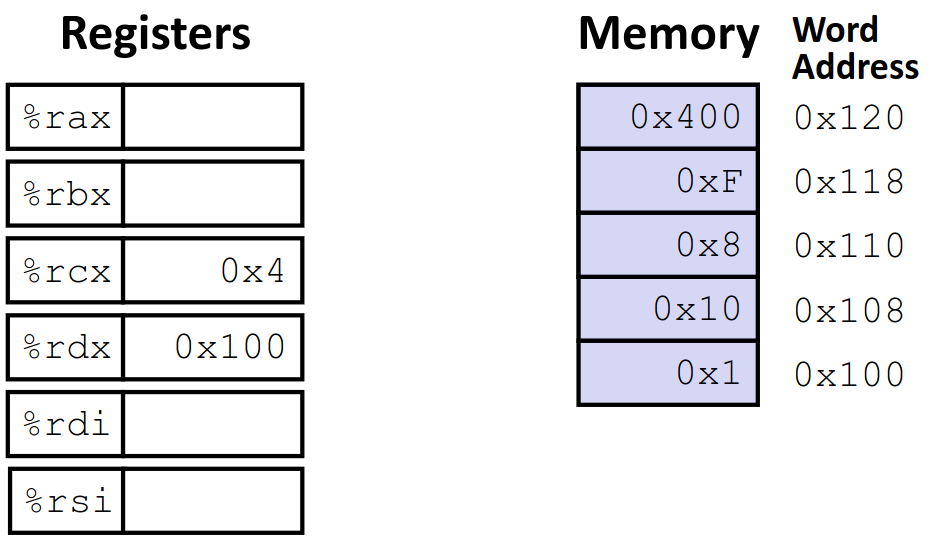 Registers
%rax
%rbx
%rcx 0x4
%rdx 0x100
%rdi
%rsi
Memory
Word
Address
0x400 0x120
0xF 0x118
0x8 0x110
0x10 0x108
0x1 0x100